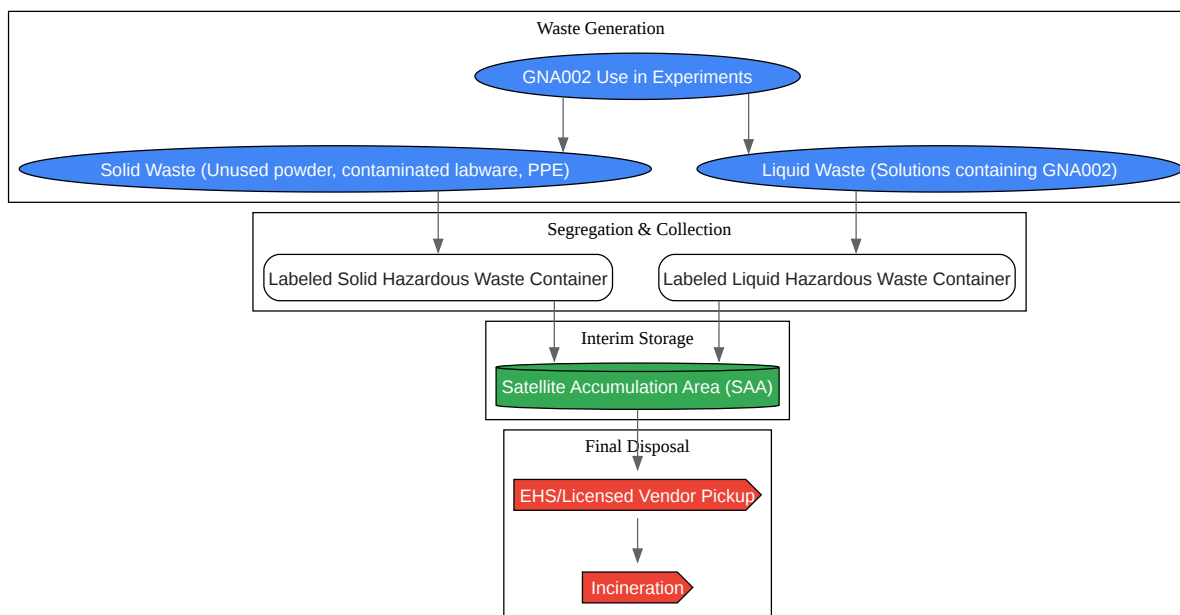 Waste Generation
GNA002 Use in Experiments
Solid Waste (Unused powder, contaminated labware, PPE)
Liquid Waste (Solutions containing GNA002)
Segregation & Collection
Labeled Solid Hazardous Waste Container
Labeled Liquid Hazardous Waste Container
Interim Storage
Satellite Accumulation Area (SAA)
Final Disposal
EHS/Licensed Vendor Pickup
Incineration